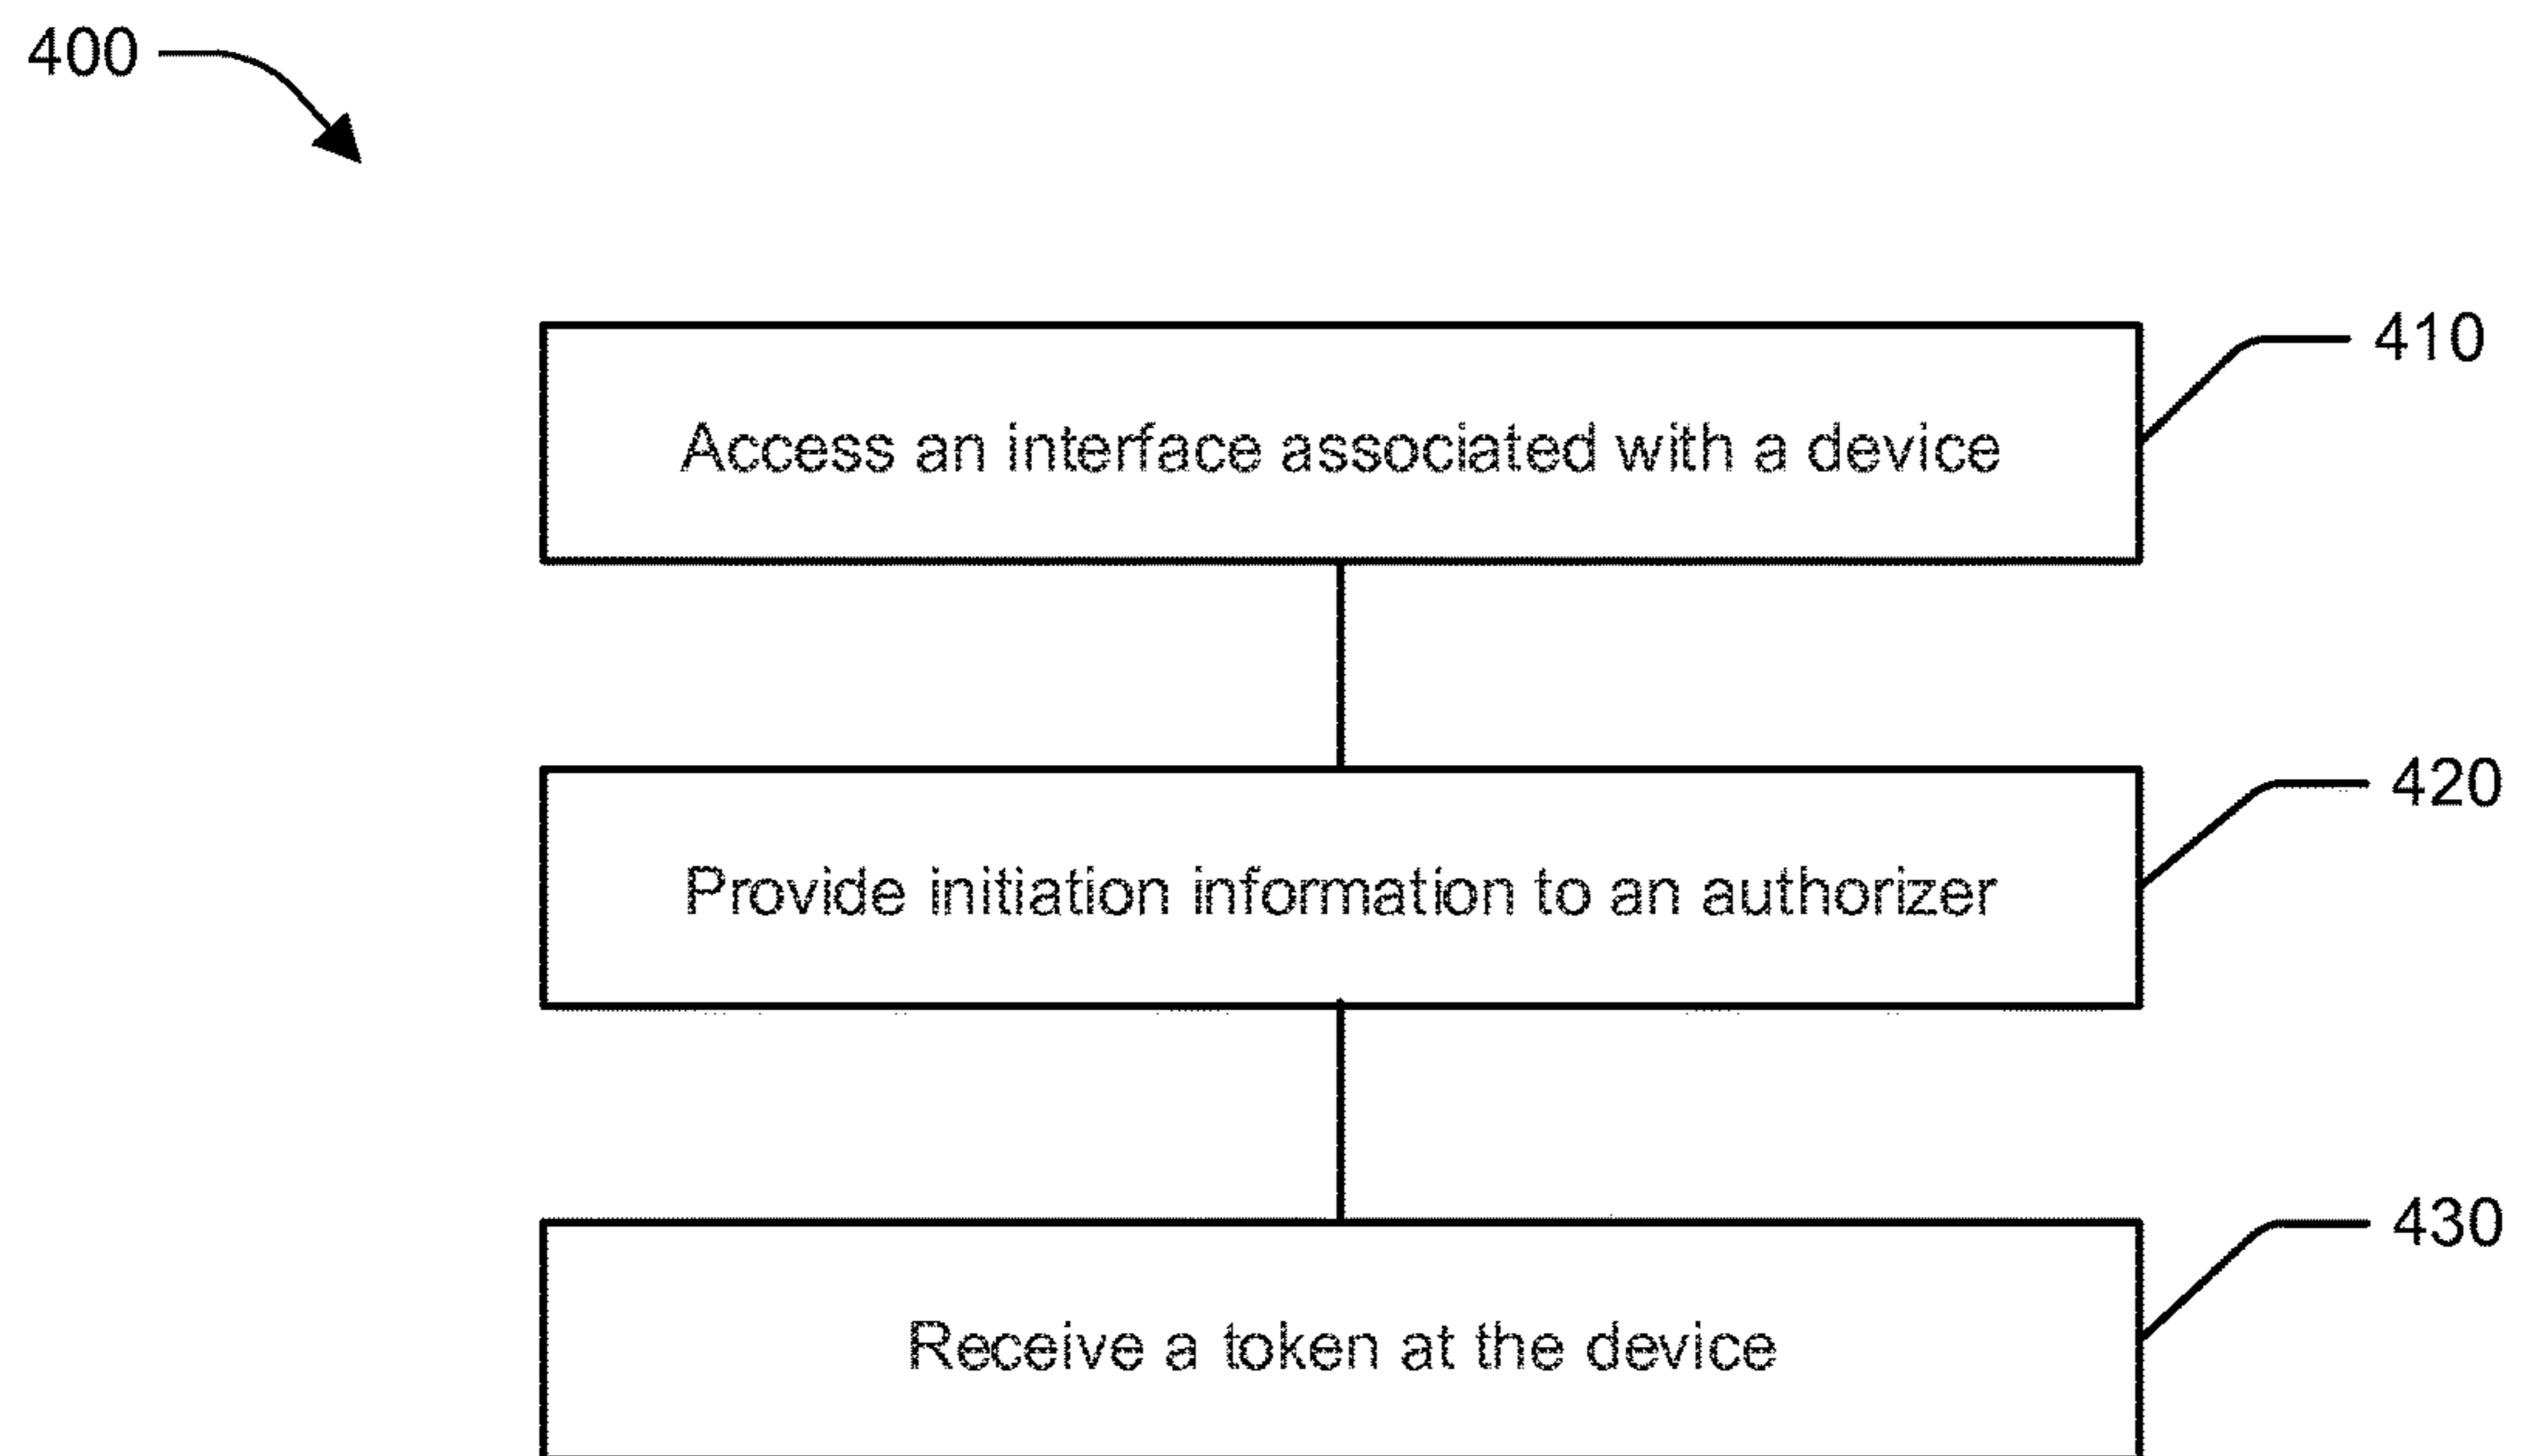 400
410
Access an interface associated with a device
420
Provide initiation information to an authorizer
430
Receive a token at the device